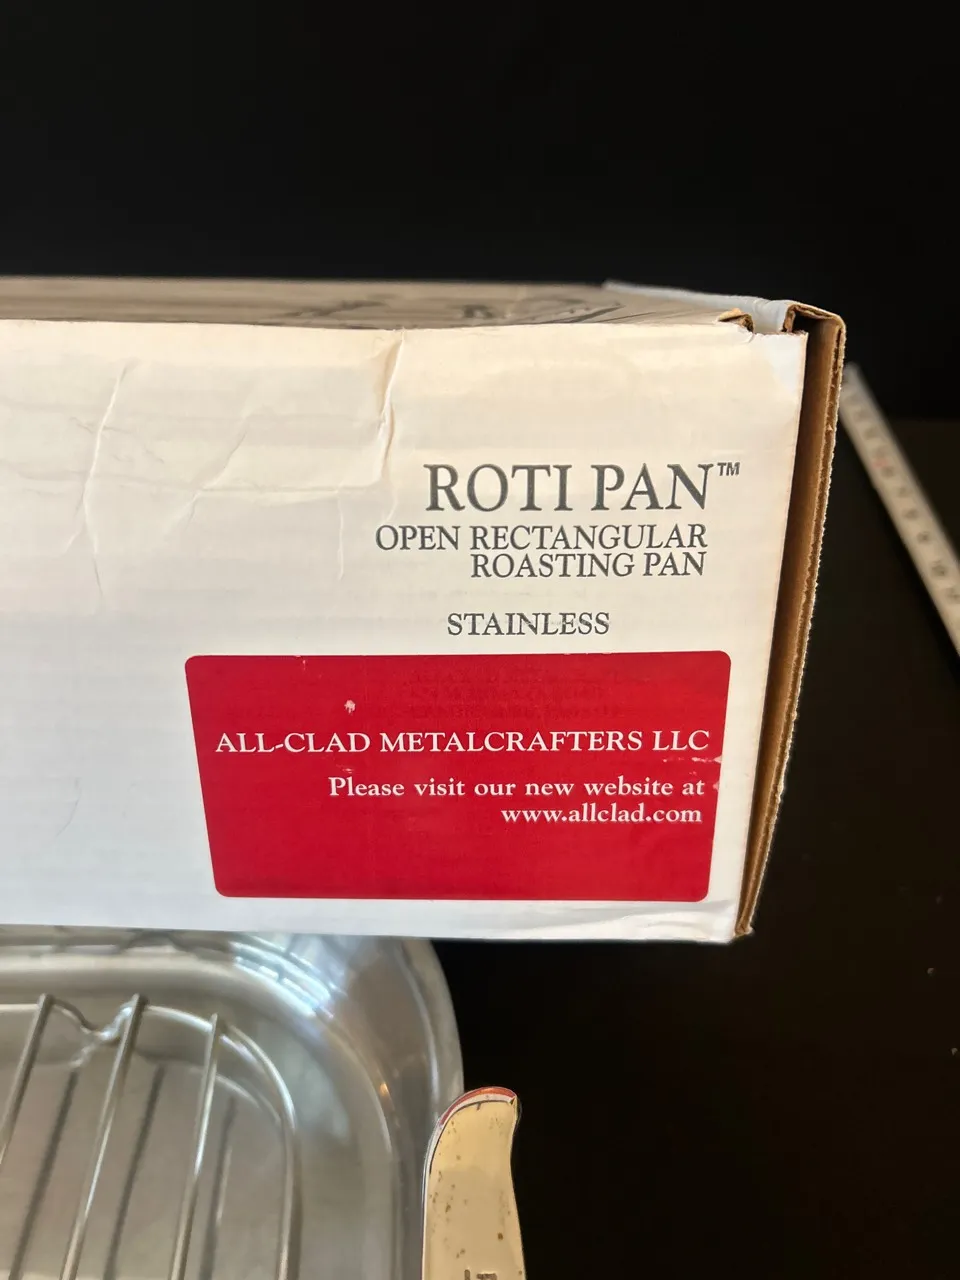 ROTI PAN™
OPEN RECTANGULAR
ROASTING PAN
STAINLESS
ALL-CLAD METALCRAFTERS LLC
Please visit our new website at
www.allclad.com